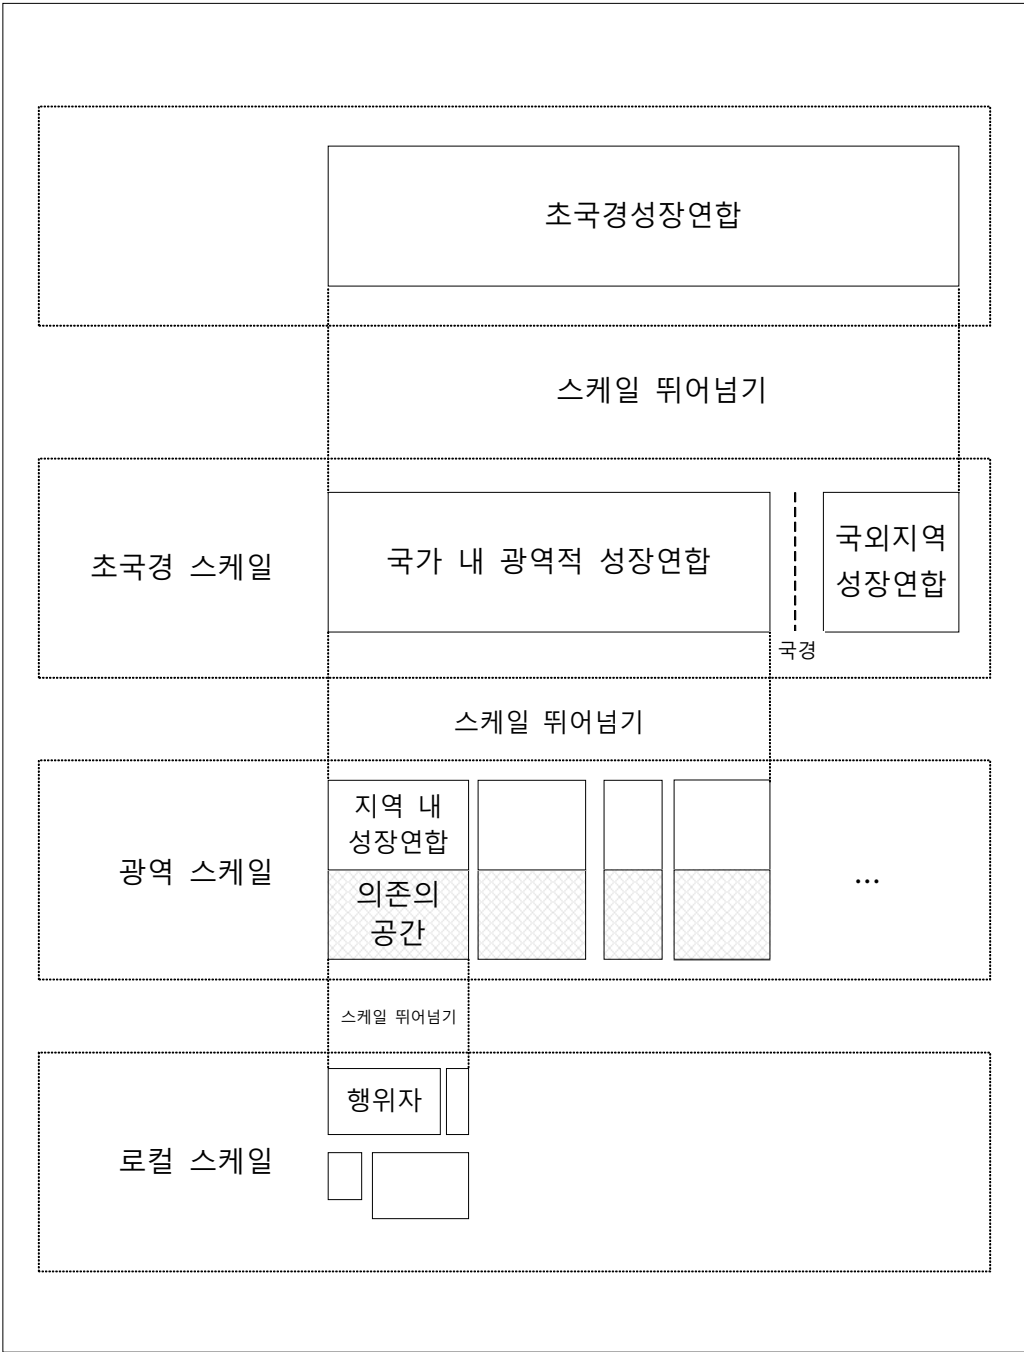 초국경성장연합
스케일 뛰어넘기
초국경 스케일
국가 내 광역적 성장연합
국외지역
성장연합
국경
스케일 뛰어넘기
광역 스케일
지역 내
성장연합
의존의
공간
...
스케일 뛰어넘기
로컬 스케일
행위자